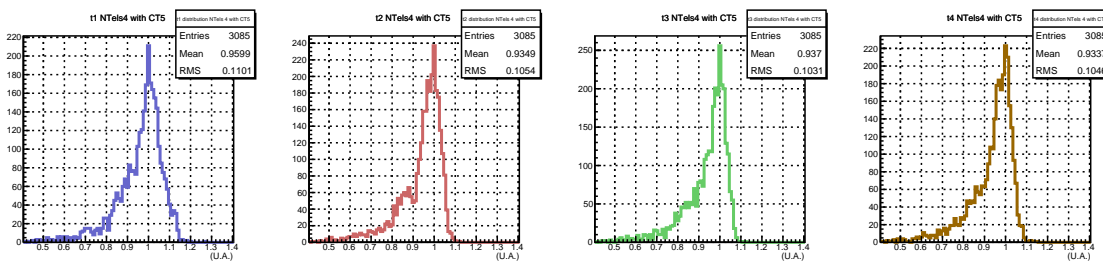 t1 NTels4 with CT5
t1 distribution NTels 4 with CT5
Entries 3085
Mean 0.9599
RMS 0.1101
220
200
180
160
140
120
100
80
60
40
20
0
0.5 0.6 0.7 0.8 0.9 1 1.1 1.2 1.3 1.4
(U.A.)
t2 NTels4 with CT5
t2 distribution NTels 4 with CT5
Entries 3085
Mean 0.9349
RMS 0.1054
240
220
200
180
160
140
120
100
80
60
40
20
0
0.5 0.6 0.7 0.8 0.9 1 1.1 1.2 1.3 1.4
(U.A.)
t3 NTels4 with CT5
t3 distribution NTels 4 with CT5
Entries 3085
Mean 0.937
RMS 0.1031
250
200
150
100
50
0
0.5 0.6 0.7 0.8 0.9 1 1.1 1.2 1.3 1.4
(U.A.)
t4 NTels4 with CT5
t4 distribution NTels 4 with CT5
Entries 3085
Mean 0.9337
RMS 0.1046
220
200
180
160
140
120
100
80
60
40
20
0
0.5 0.6 0.7 0.8 0.9 1 1.1 1.2 1.3 1.4
(U.A.)